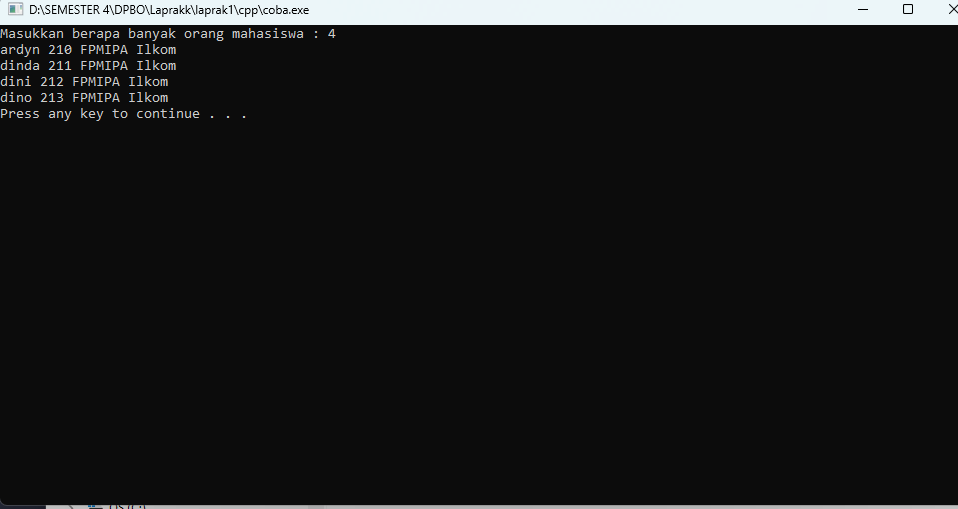 D:\SEMESTER 4\DPBO\Laprakk\laprak1\cpp\coba.exe
Masukkan berapa banyak orang mahasiswa : 4
ardyn 210 FPMIPA Ilkom
dinda 211 FPMIPA Ilkom
dini 212 FPMIPA Ilkom
dino 213 FPMIPA Ilkom
Press any key to continue . . .